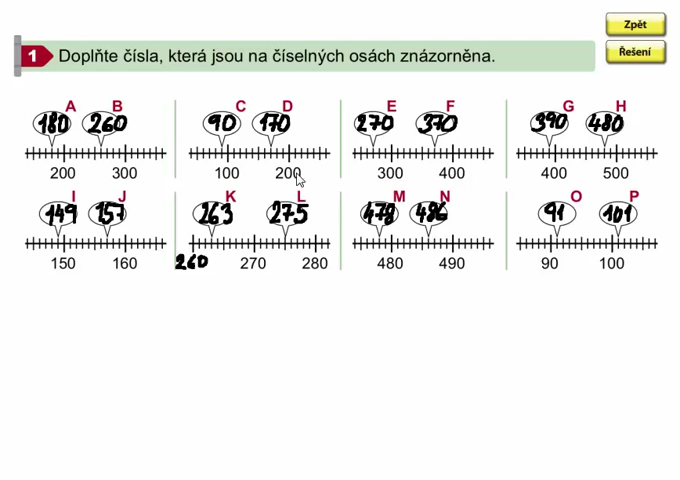 Zpět
Řešení
1 Doplňte čísla, která jsou na číselných osách znázorněna.
A B C D E F G H
180 260 90 170 270 370 390 480
200 300 100 200 300 400 400 500
I J K L M N O P
149 157 263 275 478 486 91 101
150 160 260 270 280 480 490 90 100